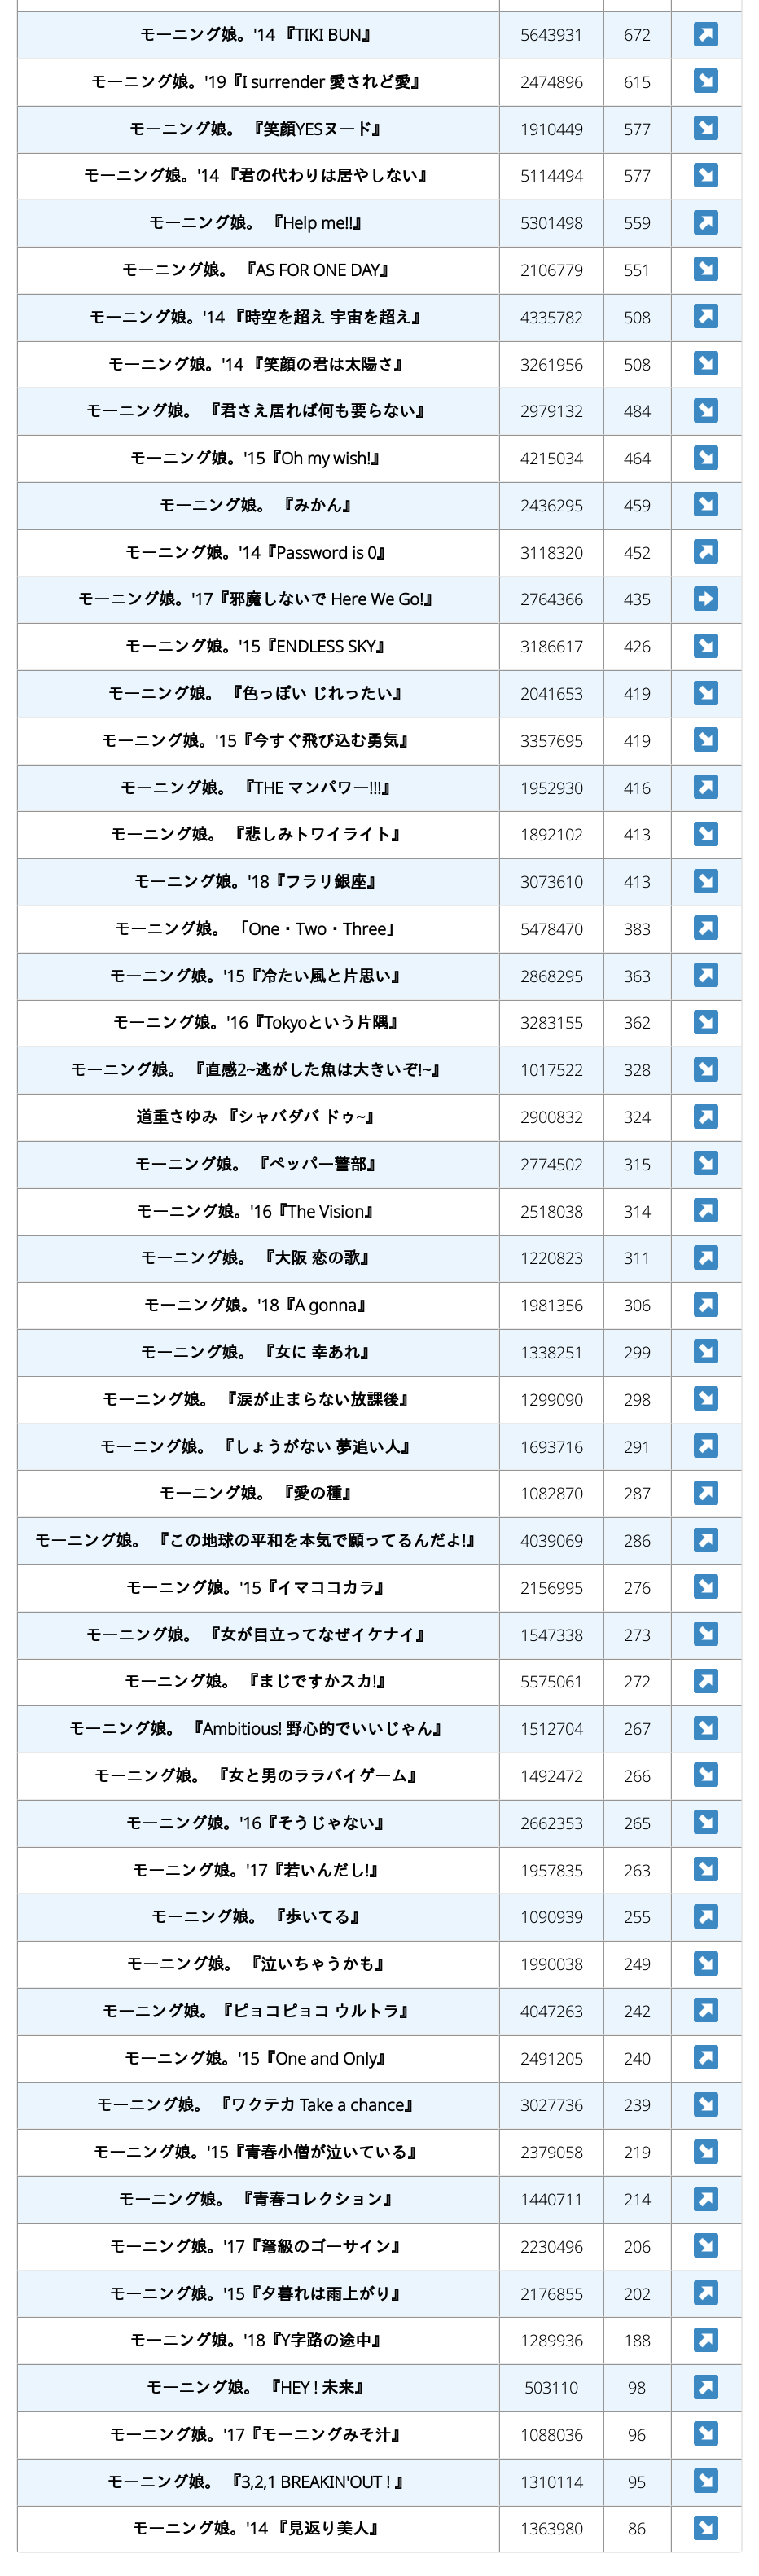 モーニング娘。'14 『TIKI BUN』 5643931 672
モーニング娘。'19『I surrender 愛されど愛』 2474896 615
モーニング娘。 『笑顔YESヌード』 1910449 577
モーニング娘。'14 『君の代わりは居やしない』 5114494 577
モーニング娘。 『Help me!!』 5301498 559
モーニング娘。 『AS FOR ONE DAY』 2106779 551
モーニング娘。'14 『時空を超え 宇宙を超え』 4335782 508
モーニング娘。'14 『笑顔の君は太陽さ』 3261956 508
モーニング娘。 『君さえ居れば何も要らない』 2979132 484
モーニング娘。'15『Oh my wish!』 4215034 464
モーニング娘。 『みかん』 2436295 459
モーニング娘。'14『Password is 0』 3118320 452
モーニング娘。'17『邪魔しないで Here We Go!』 2764366 435
モーニング娘。'15『ENDLESS SKY』 3186617 426
モーニング娘。 『色っぽい じれったい』 2041653 419
モーニング娘。'15『今すぐ飛び込む勇気』 3357695 419
モーニング娘。 『THE マンパワー!!!』 1952930 416
モーニング娘。 『悲しみトワイライト』 1892102 413
モーニング娘。'18『フラリ銀座』 3073610 413
モーニング娘。 「One・Two・Three」 5478470 383
モーニング娘。'15『冷たい風と片思い』 2868295 363
モーニング娘。'16『Tokyoという片隅』 3283155 362
モーニング娘。 『直感2~逃がした魚は大きいぞ!~』 1017522 328
道重さゆみ 『シャバダバ ドゥ~』 2900832 324
モーニング娘。 『ペッパー警部』 2774502 315
モーニング娘。'16『The Vision』 2518038 314
モーニング娘。 『大阪 恋の歌』 1220823 311
モーニング娘。'18『A gonna』 1981356 306
モーニング娘。 『女に 幸あれ』 1338251 299
モーニング娘。 『涙が止まらない放課後』 1299090 298
モーニング娘。 『しょうがない 夢追い人』 1693716 291
モーニング娘。 『愛の種』 1082870 287
モーニング娘。 『この地球の平和を本気で願ってるんだよ!』 4039069 286
モーニング娘。'15『イマココカラ』 2156995 276
モーニング娘。 『女が目立ってなぜイケナイ』 1547338 273
モーニング娘。 『まじですかスカ!』 5575061 272
モーニング娘。 『Ambitious! 野心的でいいじゃん』 1512704 267
モーニング娘。 『女と男のララバイゲーム』 1492472 266
モーニング娘。'16『そうじゃない』 2662353 265
モーニング娘。'17『若いんだし!』 1957835 263
モーニング娘。 『歩いてる』 1090939 255
モーニング娘。 『泣いちゃうかも』 1990038 249
モーニング娘。『ピョコピョコ ウルトラ』 4047263 242
モーニング娘。'15『One and Only』 2491205 240
モーニング娘。 『ワクテカ Take a chance』 3027736 239
モーニング娘。'15『青春小僧が泣いている』 2379058 219
モーニング娘。 『青春コレクション』 1440711 214
モーニング娘。'17『弩級のゴーサイン』 2230496 206
モーニング娘。'15『夕暮れは雨上がり』 2176855 202
モーニング娘。'18『Y字路の途中』 1289936 188
モーニング娘。 『HEY ! 未来』 503110 98
モーニング娘。'17『モーニングみそ汁』 1088036 96
モーニング娘。 『3,2,1 BREAKIN'OUT ! 』 1310114 95
モーニング娘。'14 『見返り美人』 1363980 86